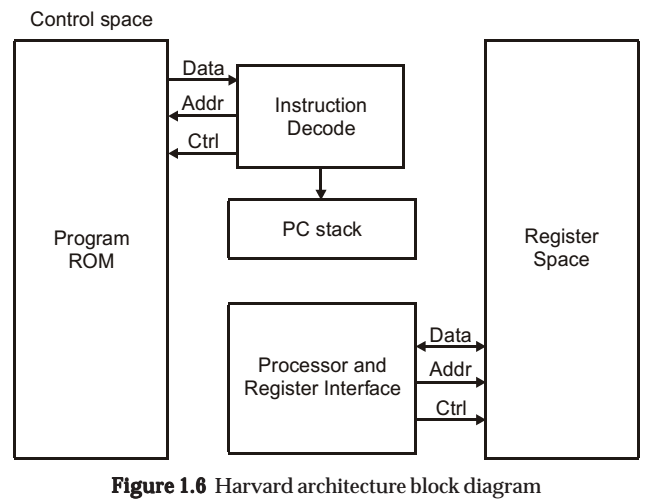 Control space
Data
Addr
Ctrl
Instruction
Decode
PC stack
Program
ROM
Register
Space
Processor and
Register Interface
Data
Addr
Ctrl
Figure 1.6 Harvard architecture block diagram